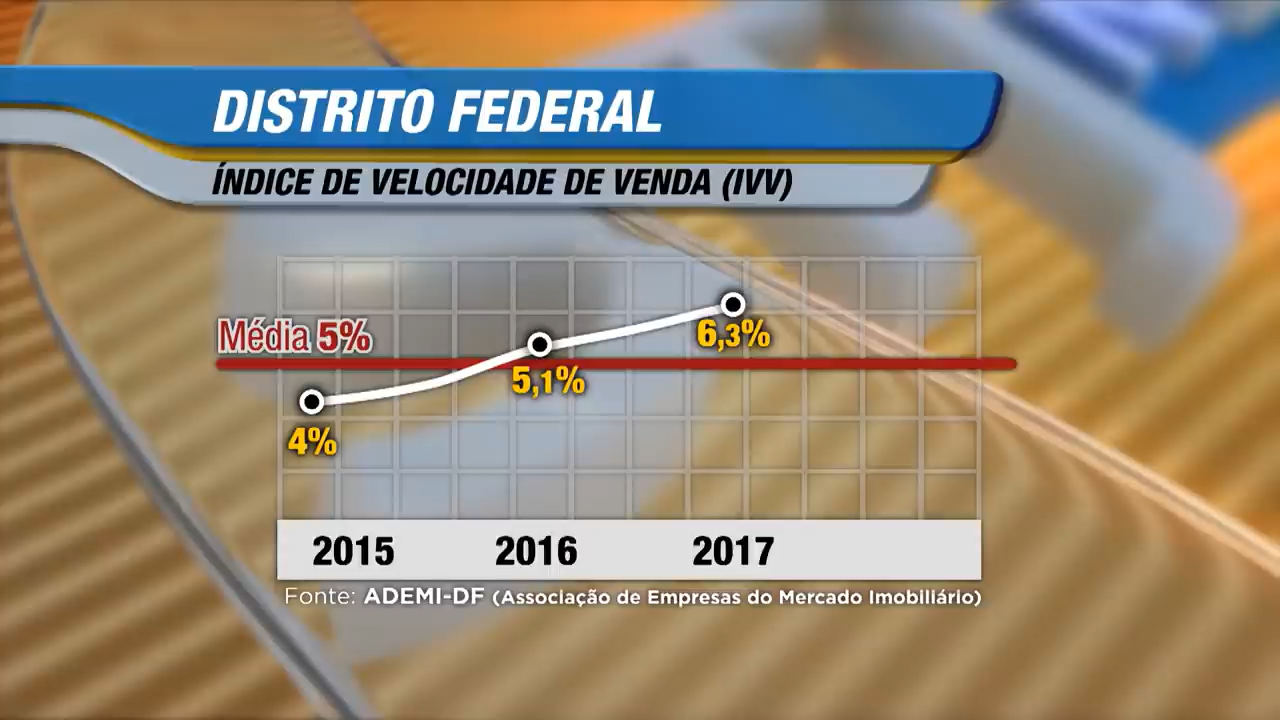 DISTRITO FEDERAL
ÍNDICE DE VELOCIDADE DE VENDA (IVV)
Média 5%
6,3%
5,1%
4%
2015 2016 2017
Fonte: ADEMI-DF (Associação de Empresas do Mercado Imobiliário)